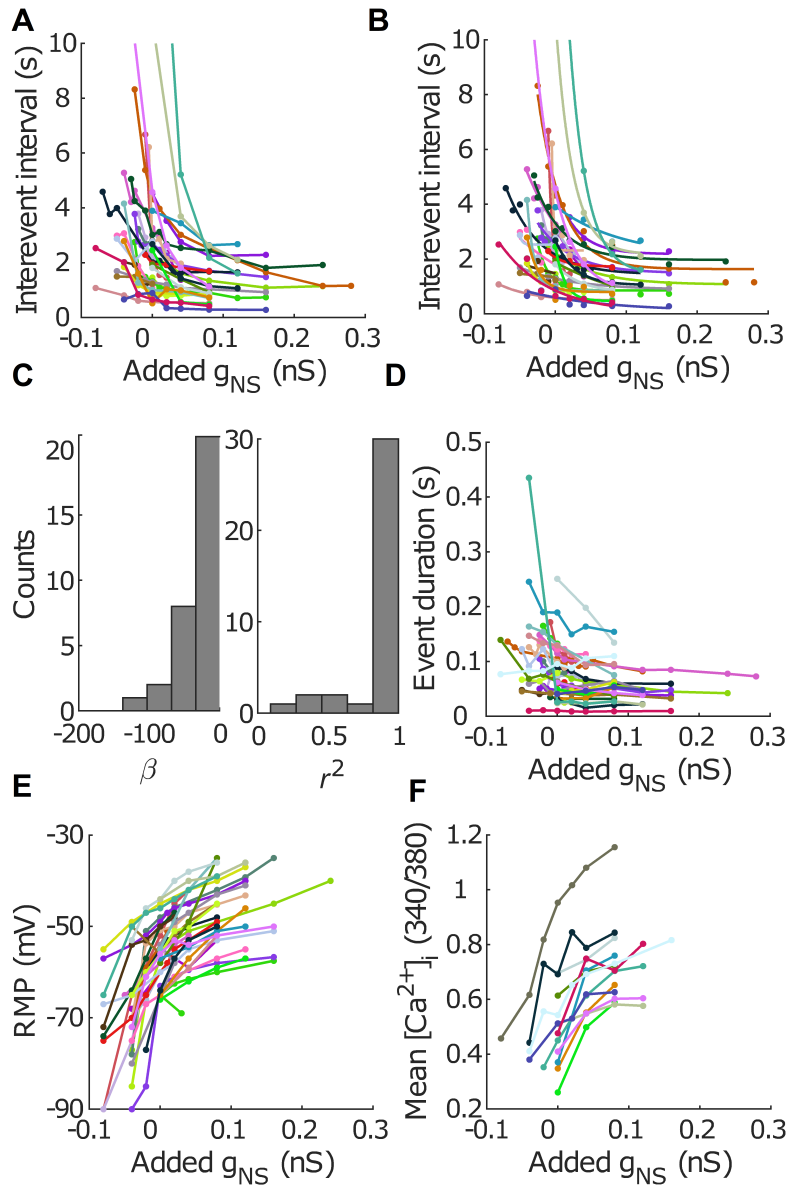 A
Interevent interval (s)
10
8
6
4
2
0
-0.1 0 0.1 0.2 0.3
Added gNS (nS)
B
Interevent interval (s)
10
8
6
4
2
0
-0.1 0 0.1 0.2 0.3
Added gNS (nS)
C
Counts
20
15
10
5
0
-200 -100 0
β
30
20
10
0
0 0.5 1
r²
D
Event duration (s)
0.5
0.4
0.3
0.2
0.1
0
-0.1 0 0.1 0.2 0.3
Added gNS (nS)
E
RMP (mV)
-30
-50
-70
-90
-0.1 0 0.1 0.2 0.3
Added gNS (nS)
F
Mean [Ca²⁺]i (340/380)
1.2
1
0.8
0.6
0.4
0.2
-0.1 0 0.1 0.2 0.3
Added gNS (nS)